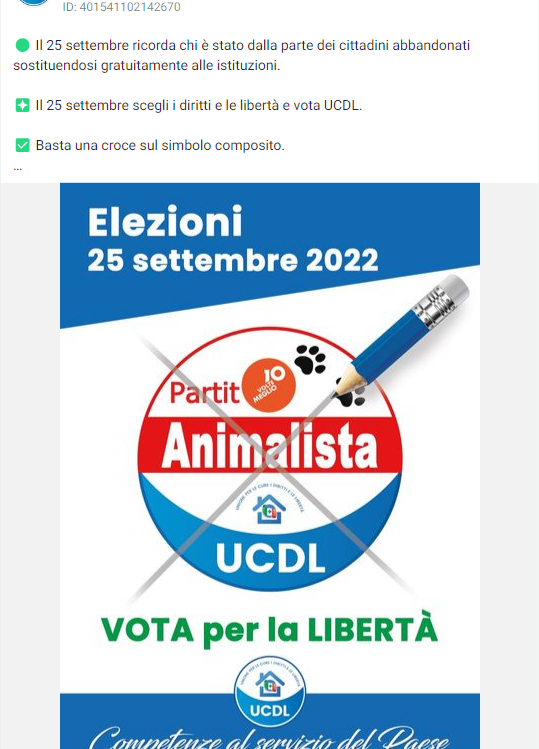 ID: 401541102142670
Il 25 settembre ricorda chi è stato dalla parte dei cittadini abbandonati
sostituendosi gratuitamente alle istituzioni.
Il 25 settembre scegli i diritti e le libertà e vota UCDL.
Basta una croce sul simbolo composito.
...
Elezioni
25 settembre 2022
Partit
10
VOLTE
MEGLIO
Animalista
UNIONE PER LE CURE I DIRITTI E LE LIBERTÀ
UCDL
VOTA per la LIBERTÀ
UNIONE PER LE CURE I DIRITTI E LE LIBERTÀ
UCDL
Competenze al servizio del Paese